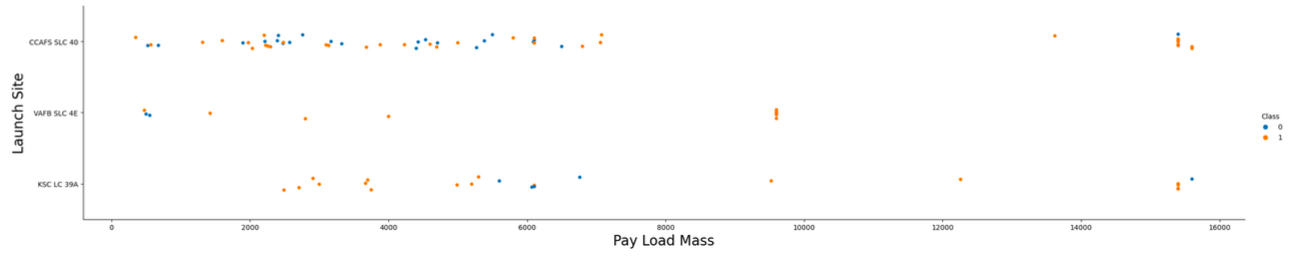 CCAFS SLC 40
VAFB SLC 4E
KSC LC 39A
Launch Site
0 2000 4000 6000 8000 10000 12000 14000 16000
Pay Load Mass
Class
0
1